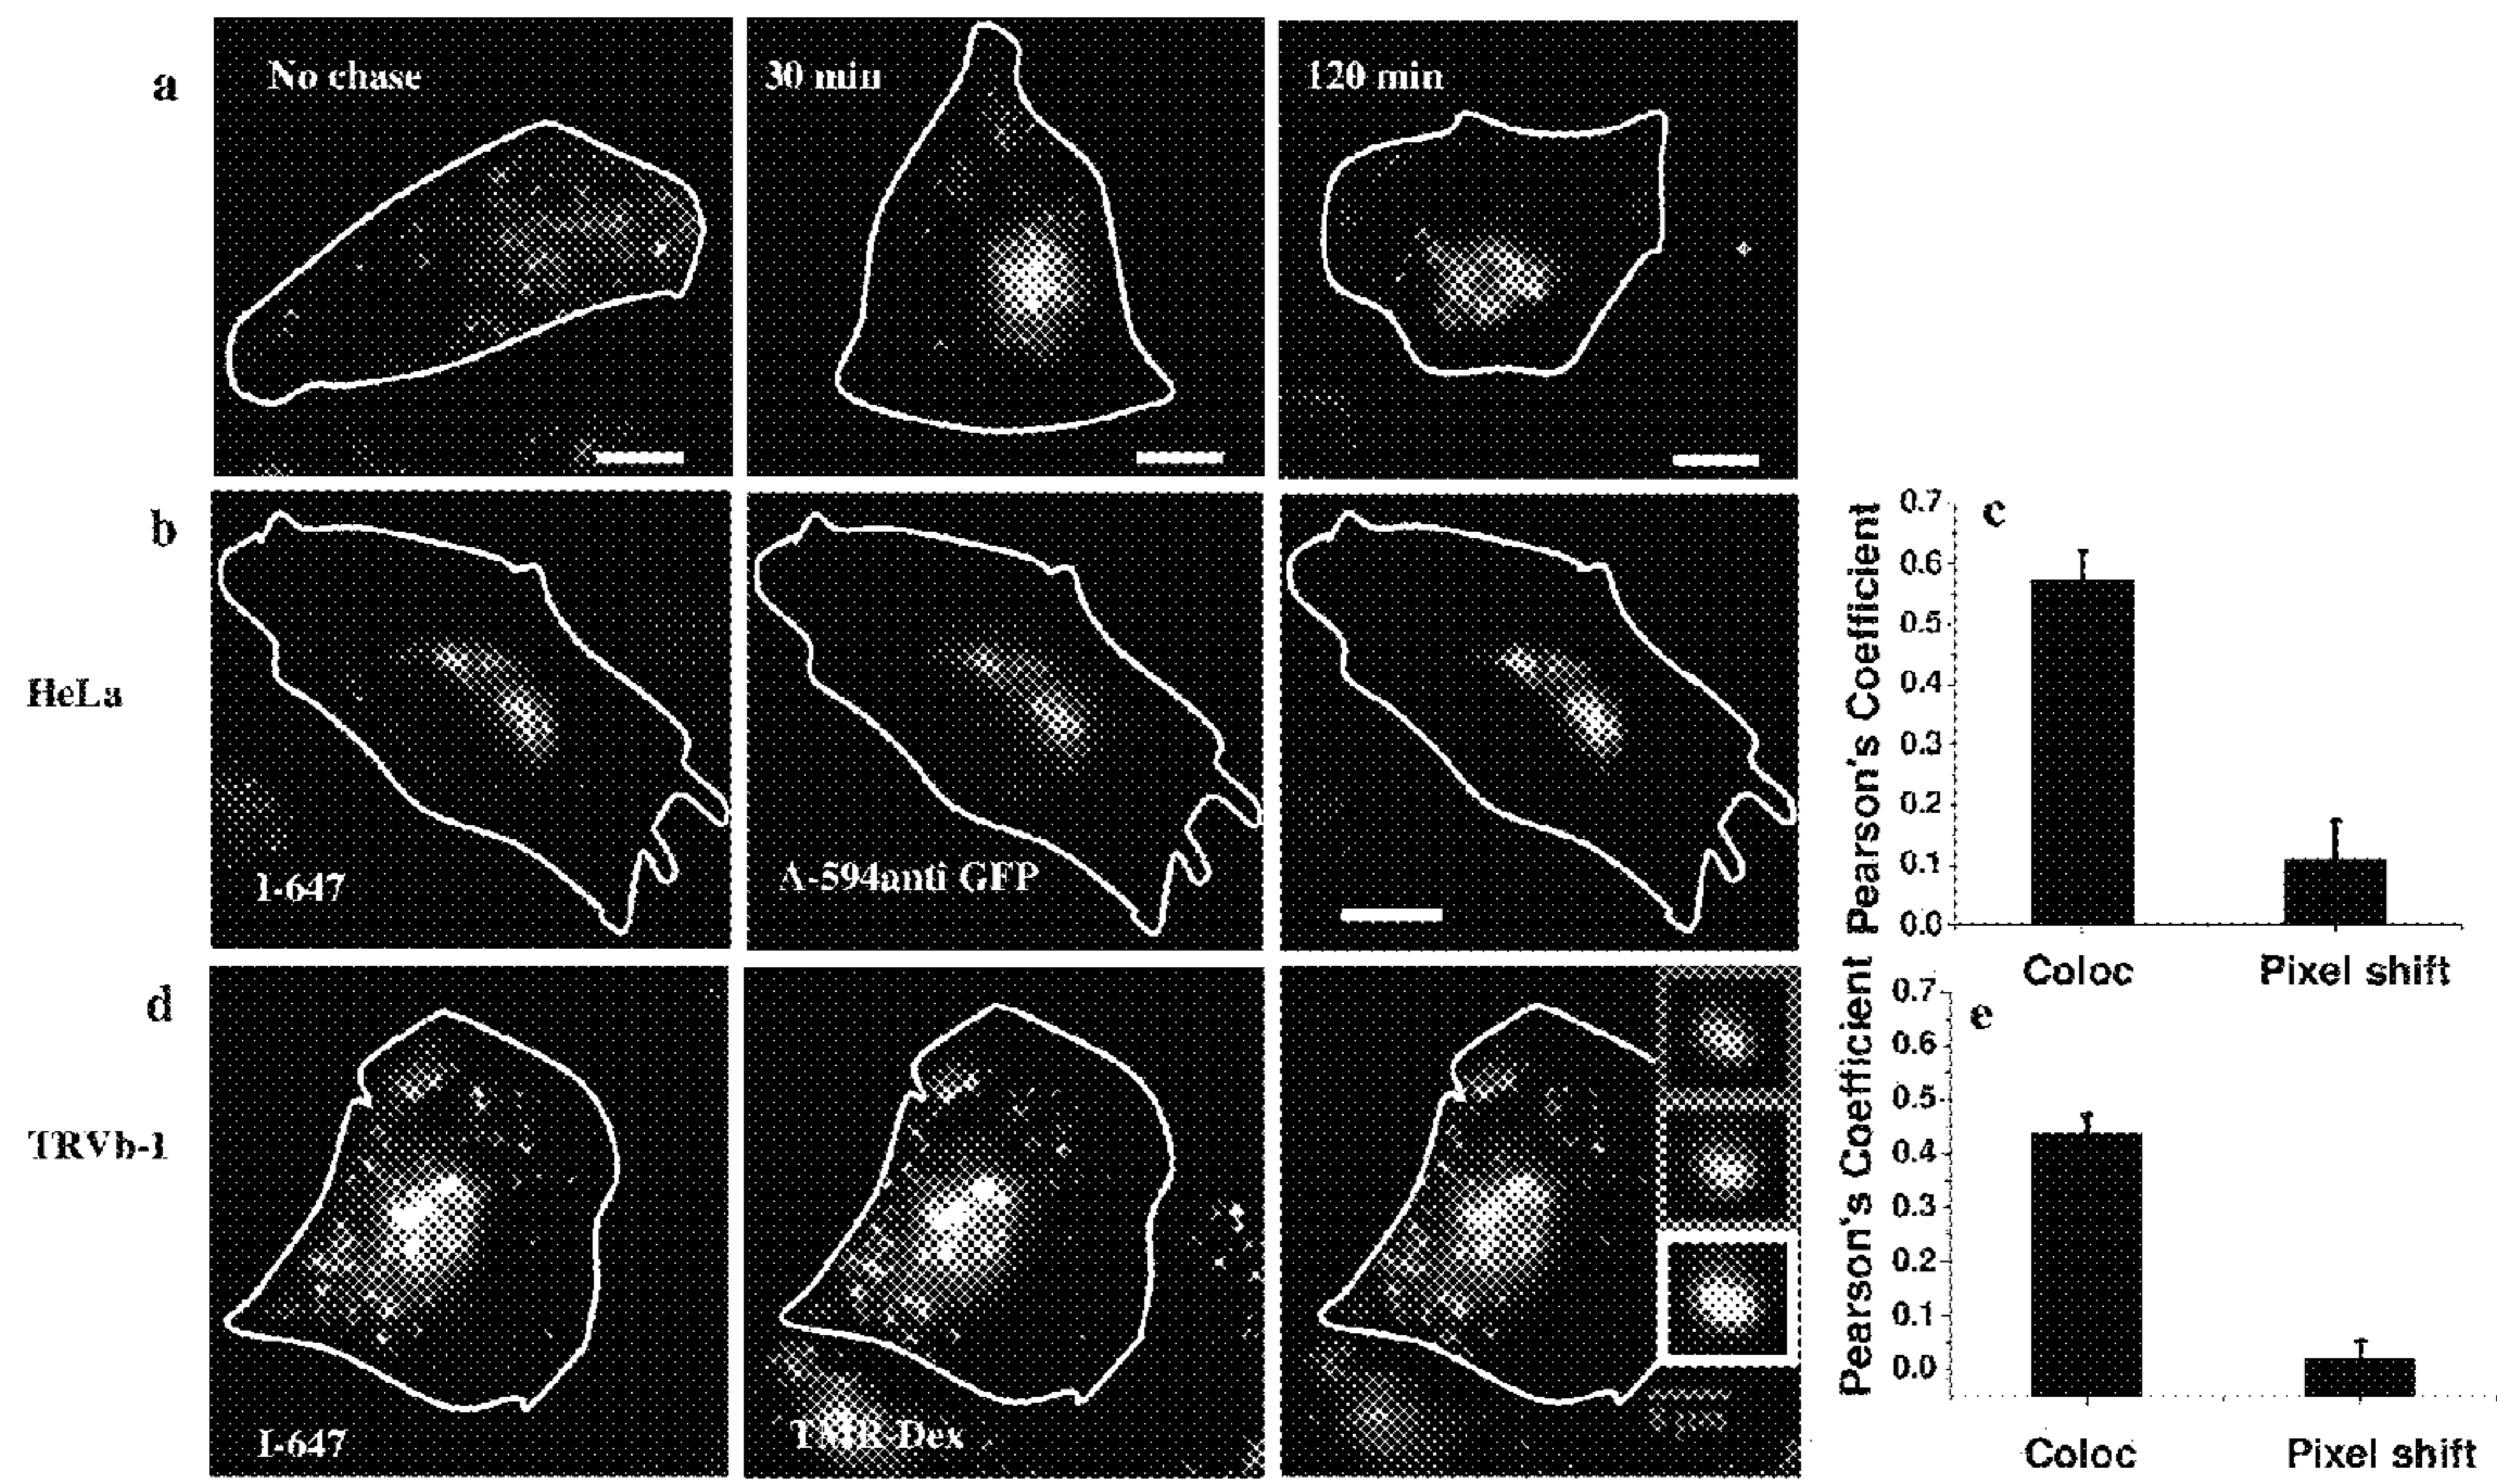 a
No chase
30 min
120 min
b
HeLa
I-647
A-594anti GFP
c
Pearson's Coefficient
0.7
0.6
0.5
0.4
0.3
0.2
0.1
0.0
Coloc
Pixel shift
d
TRVb-1
I-647
TMR-Dex
e
Pearson's Coefficient
0.7
0.6
0.5
0.4
0.3
0.2
0.1
0.0
Coloc
Pixel shift